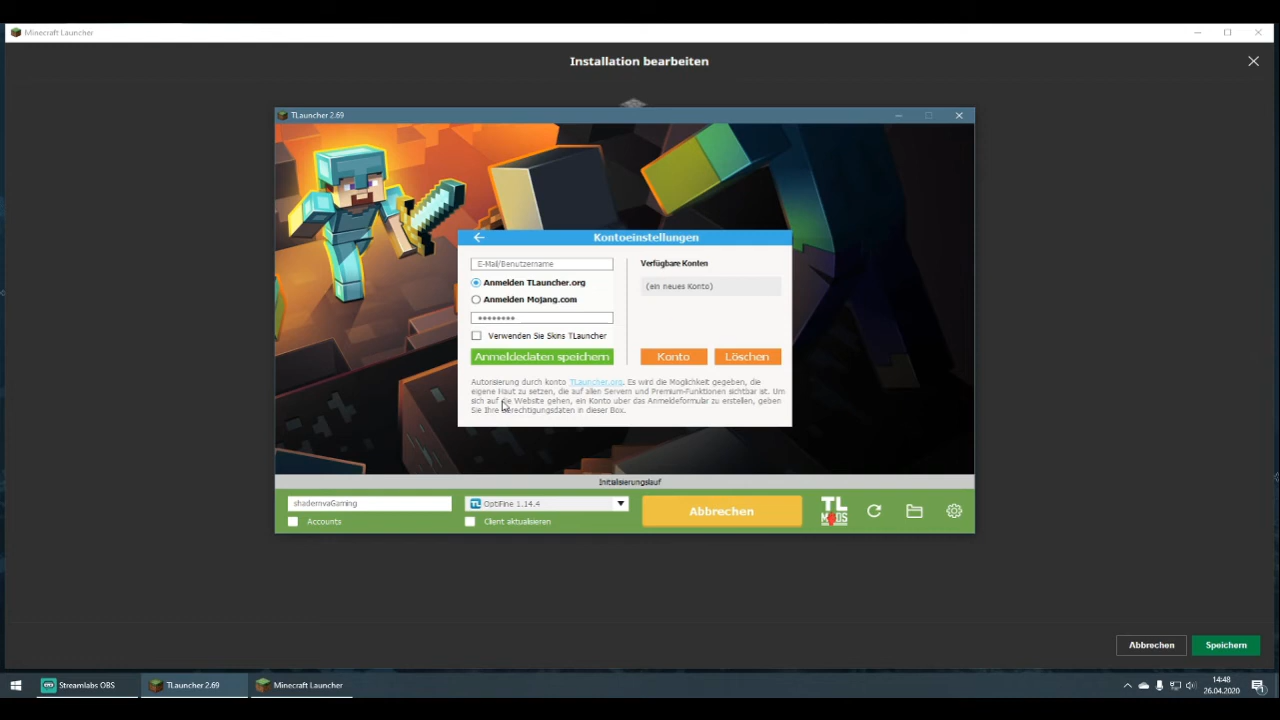 Minecraft Launcher
Installation bearbeiten
TLauncher 2.69
Kontoeinstellungen
E-Mail/Benutzername
Anmelden TLauncher.org
Anmelden Mojang.com
********
Verwenden Sie Skins TLauncher
Anmeldedaten speichern
Verfügbare Konten
(ein neues Konto)
Konto
Löschen
Autorisierung durch konto TLauncher.org. Es wird die Moglichkeit gegeben, die
eigene Haut zu setzen, die auf allen Servern und Premium-Funktionen sichtbar ist. Um
sich auf die Website gehen, ein Konto uber das Anmeldeformular zu erstellen, geben
Sie Ihre Berechtigungsdaten in dieser Box.
Initialisierungslauf
shadernvaGaming
Accounts
TL OptiFine 1.14.4
Client aktualisieren
Abbrechen
TL
MODS
Abbrechen
Speichern
Streamlabs OBS
TLauncher 2.69
Minecraft Launcher
14:48
26.04.2020